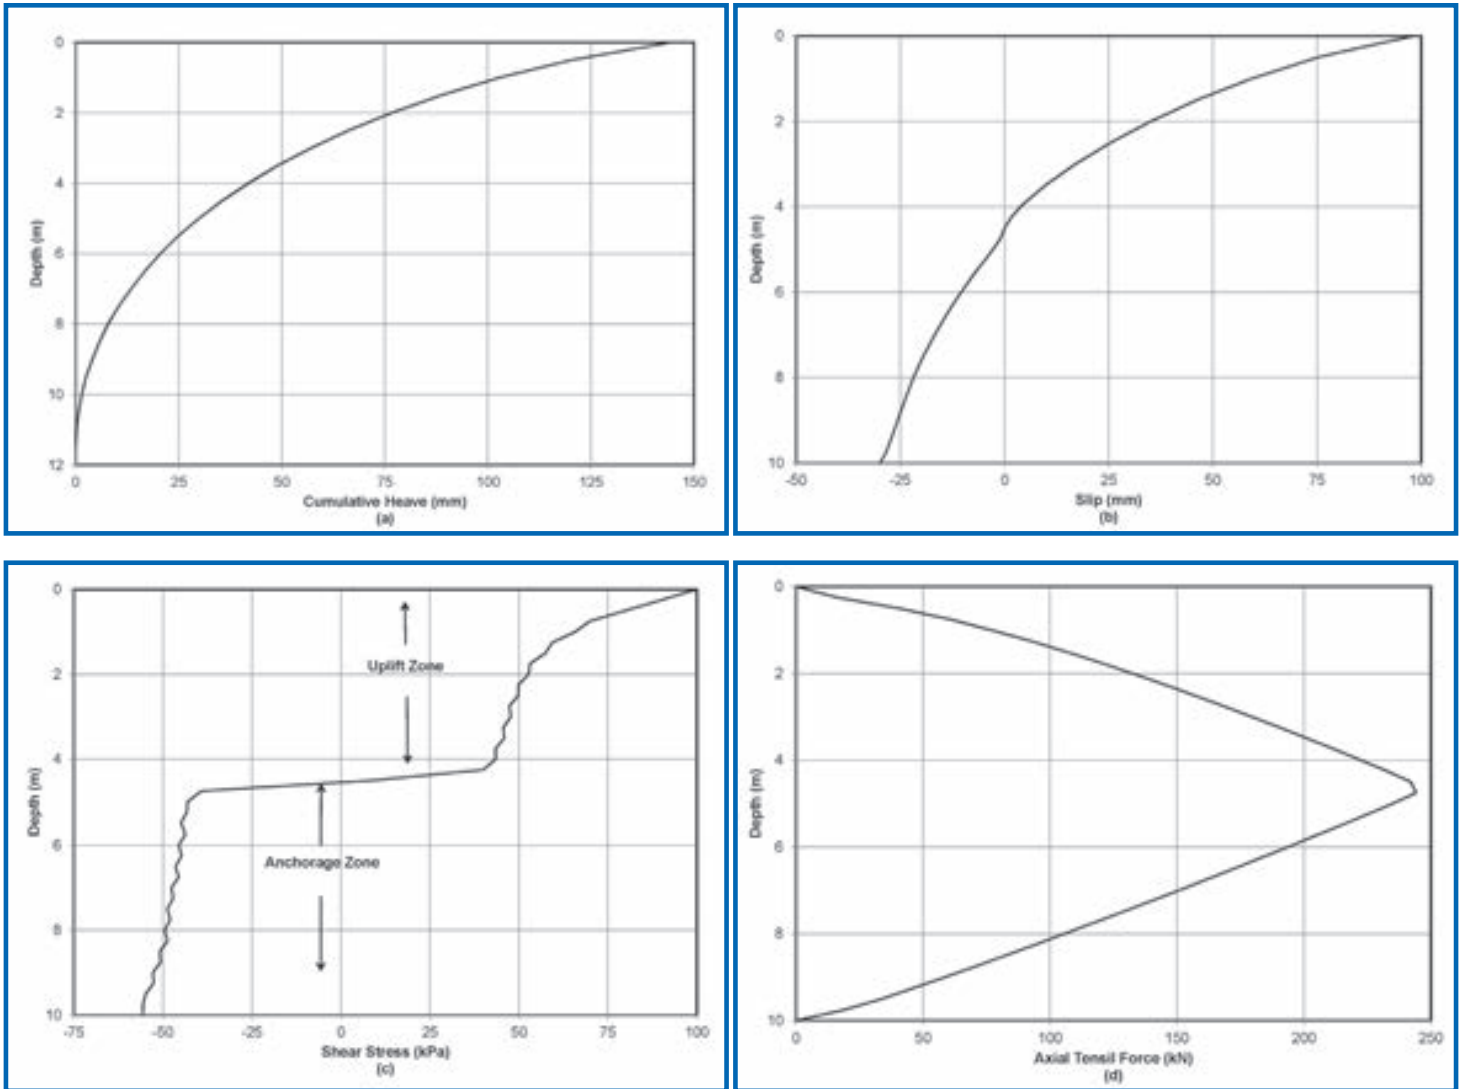 0
2
4
6
8
10
12
Depth (m)
0 25 50 75 100 125 150
Cumulative Heave (mm)
(a)
0
2
4
6
8
10
Depth (m)
-50 -25 0 25 50 75 100
Slip (mm)
(b)
0
2
4
6
8
10
Depth (m)
Uplift Zone
Anchorage Zone
-75 -50 -25 0 25 50 75 100
Shear Stress (kPa)
(c)
0
2
4
6
8
10
Depth (m)
0 50 100 150 200 250
Axial Tensil Force (kN)
(d)